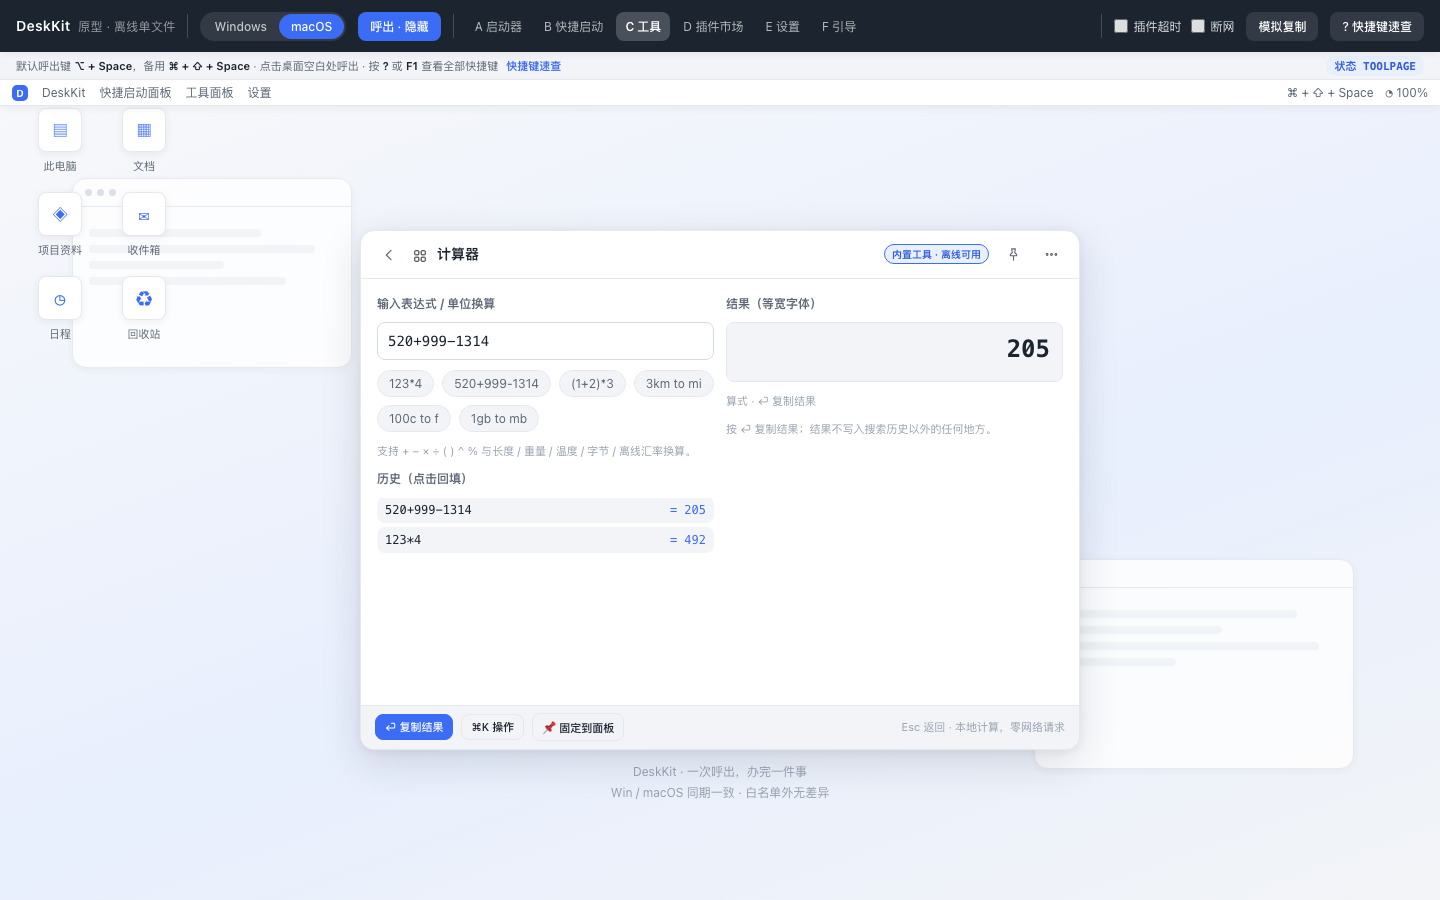 DeskKit 原型 · 离线单文件 Windows macOS 呼出 · 隐藏 A 启动器 B 快捷启动 C 工具 D 插件市场 E 设置 F 引导 插件超时 断网 模拟复制 ? 快捷键速查
默认呼出键 ⌥ + Space，备用 ⌘ + ⇧ + Space · 点击桌面空白处呼出 · 按 ? 或 F1 查看全部快捷键 快捷键速查 状态 TOOLPAGE
D DeskKit 快捷启动面板 工具面板 设置 ⌘ + ⇧ + Space ◔ 100%
此电脑 文档
项目资料 收件箱
日程 回收站
计算器 内置工具 · 离线可用
输入表达式 / 单位换算
520+999−1314
123*4 520+999-1314 (1+2)*3 3km to mi
100c to f 1gb to mb
支持 + − × ÷ ( ) ^ % 与长度 / 重量 / 温度 / 字节 / 离线汇率换算。
历史（点击回填）
520+999−1314 = 205
123*4 = 492
结果（等宽字体）
205
算式 · ⏎ 复制结果
按 ⏎ 复制结果；结果不写入搜索历史以外的任何地方。
⏎ 复制结果 ⌘K 操作 📌 固定到面板 Esc 返回 · 本地计算，零网络请求
DeskKit · 一次呼出，办完一件事
Win / macOS 同期一致 · 白名单外无差异